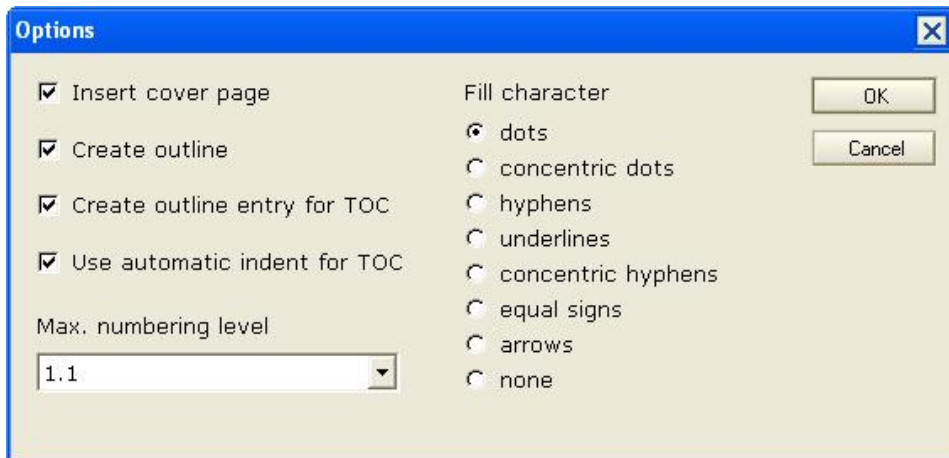 Options
Insert cover page
Create outline
Create outline entry for TOC
Use automatic indent for TOC
Max. numbering level
1.1
Fill character
dots
concentric dots
hyphens
underlines
concentric hyphens
equal signs
arrows
none
OK
Cancel